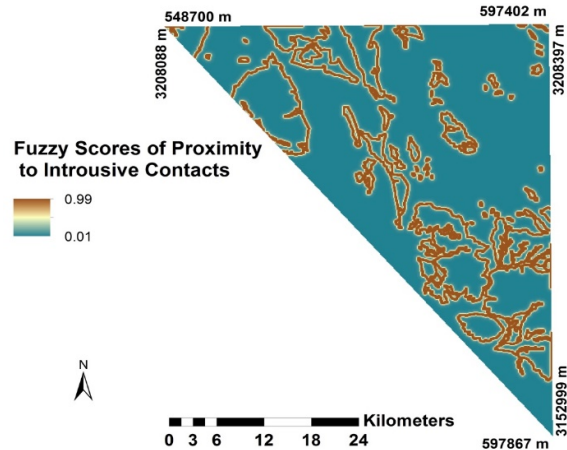 548700 m
597402 m
3208088 m
3208397 m
Fuzzy Scores of Proximity
to Intrusive Contacts
0.99
0.01
N
Kilometers
0 3 6 12 18 24
3152999 m
597867 m